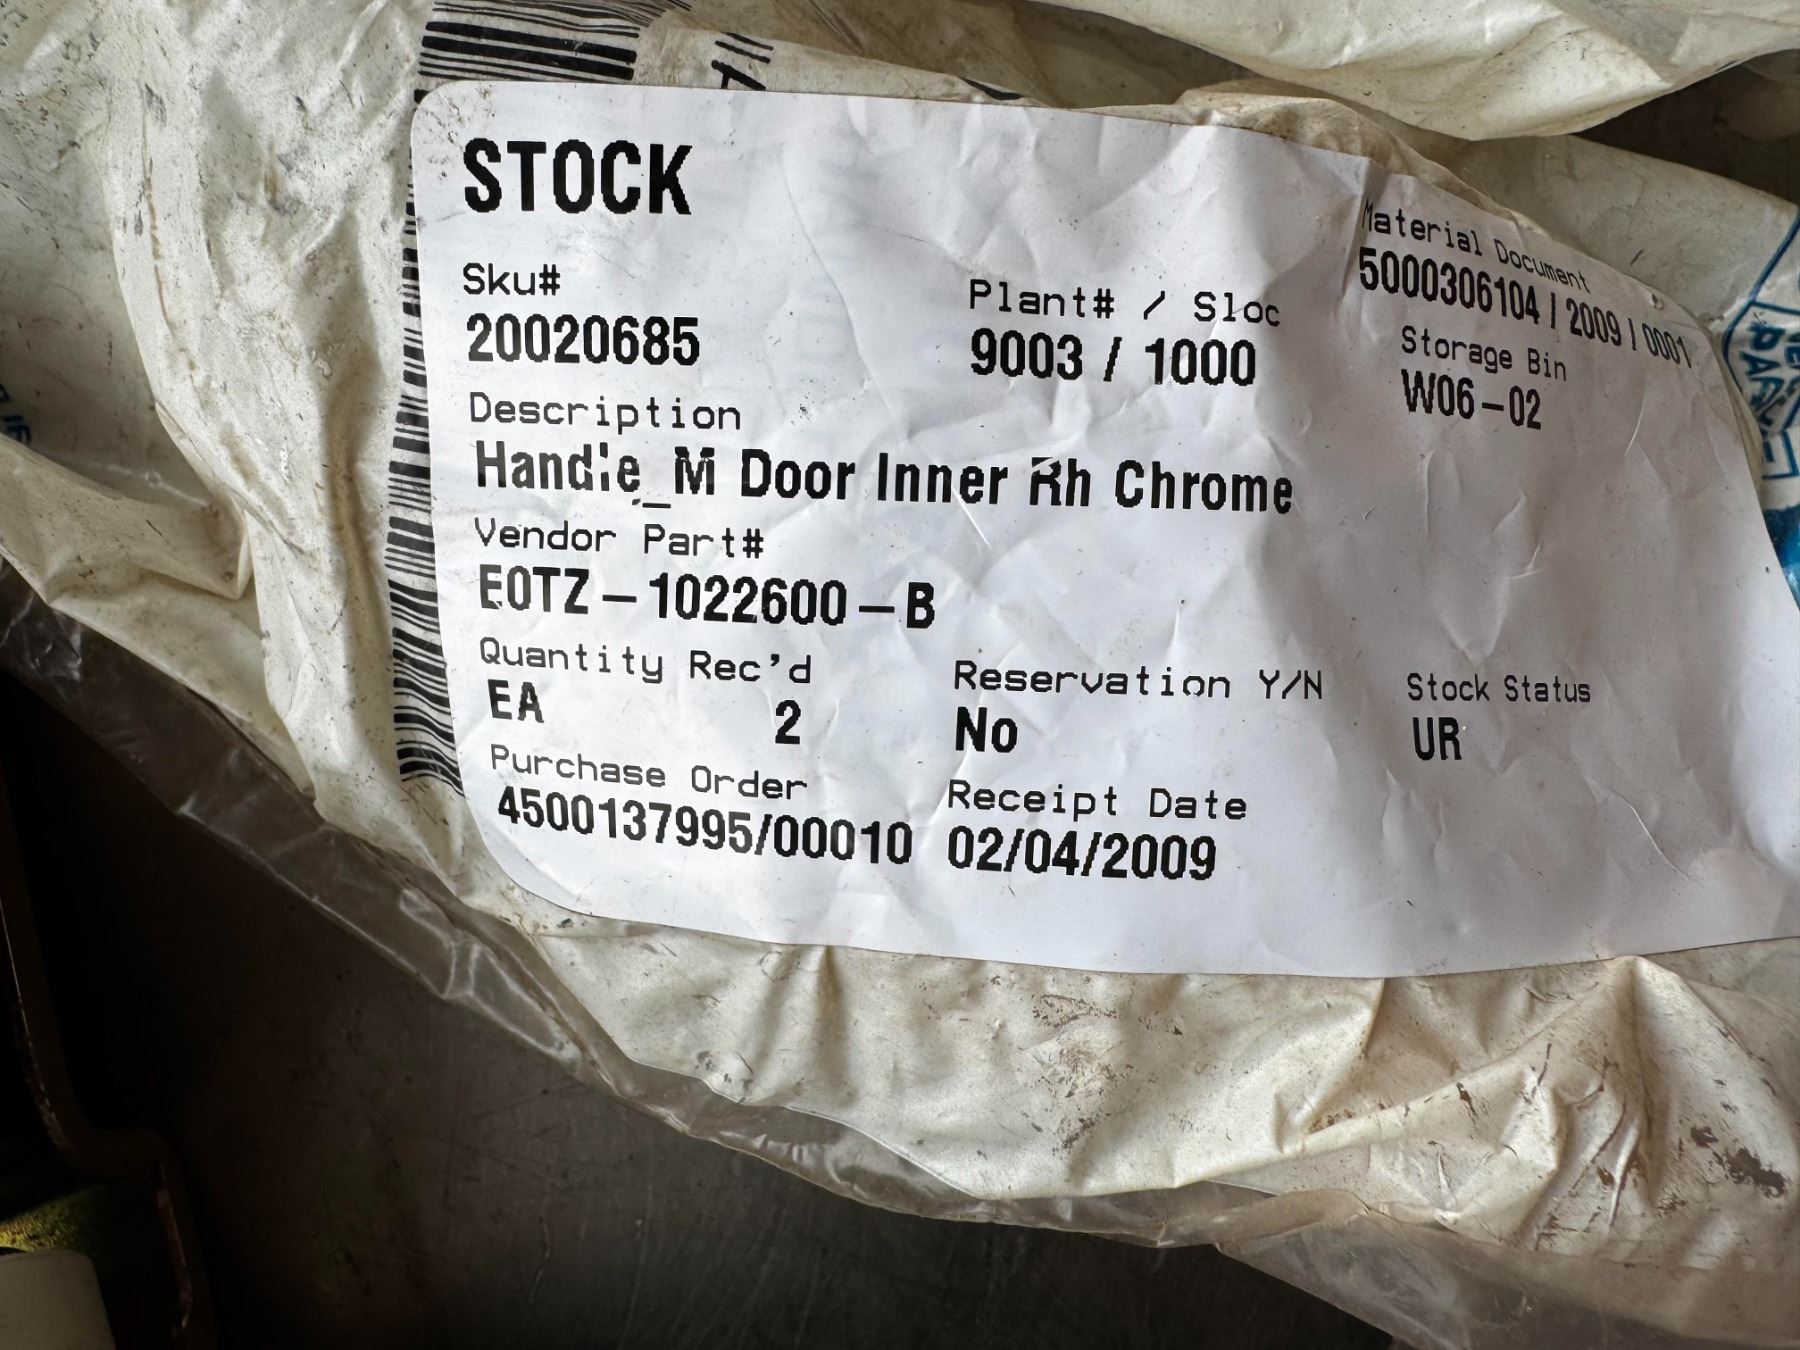 STOCK
Material Document
5000306104 / 2009 / 0001
Sku#
Plant# / Sloc
Storage Bin
20020685
9003 / 1000
W06-02
Description
Handle_M Door Inner Rh Chrome
Vendor Part#
E0TZ-1022600-B
Quantity Rec'd
Reservation Y/N
Stock Status
EA 2
No
UR
Purchase Order
Receipt Date
4500137995/00010
02/04/2009